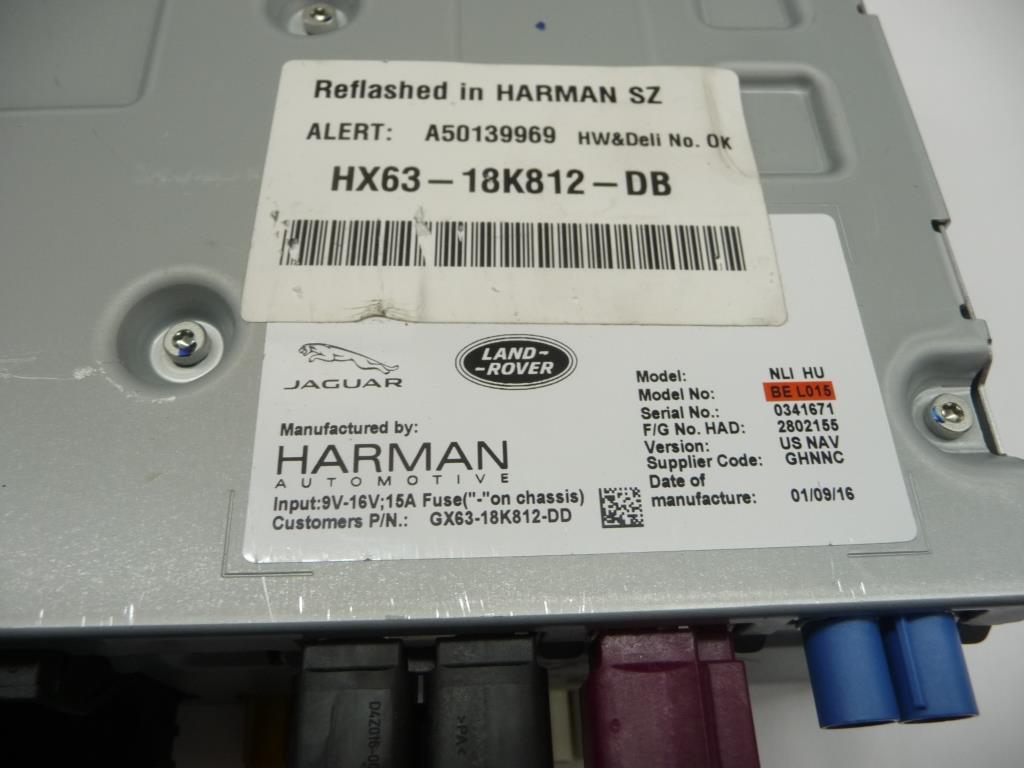 Reflashed in HARMAN SZ
ALERT: A50139969 HW&Deli No. OK
HX63-18K812-DB
JAGUAR
LAND-
-ROVER
Manufactured by:
HARMAN
AUTOMOTIVE
Input:9V-16V;15A Fuse("-"on chassis)
Customers P/N.: GX63-18K812-DD
Model: NLI HU
Model No: BE L015
Serial No.: 0341671
F/G No. HAD: 2802155
Version: US NAV
Supplier Code: GHNNC
Date of
manufacture: 01/09/16
>PA<